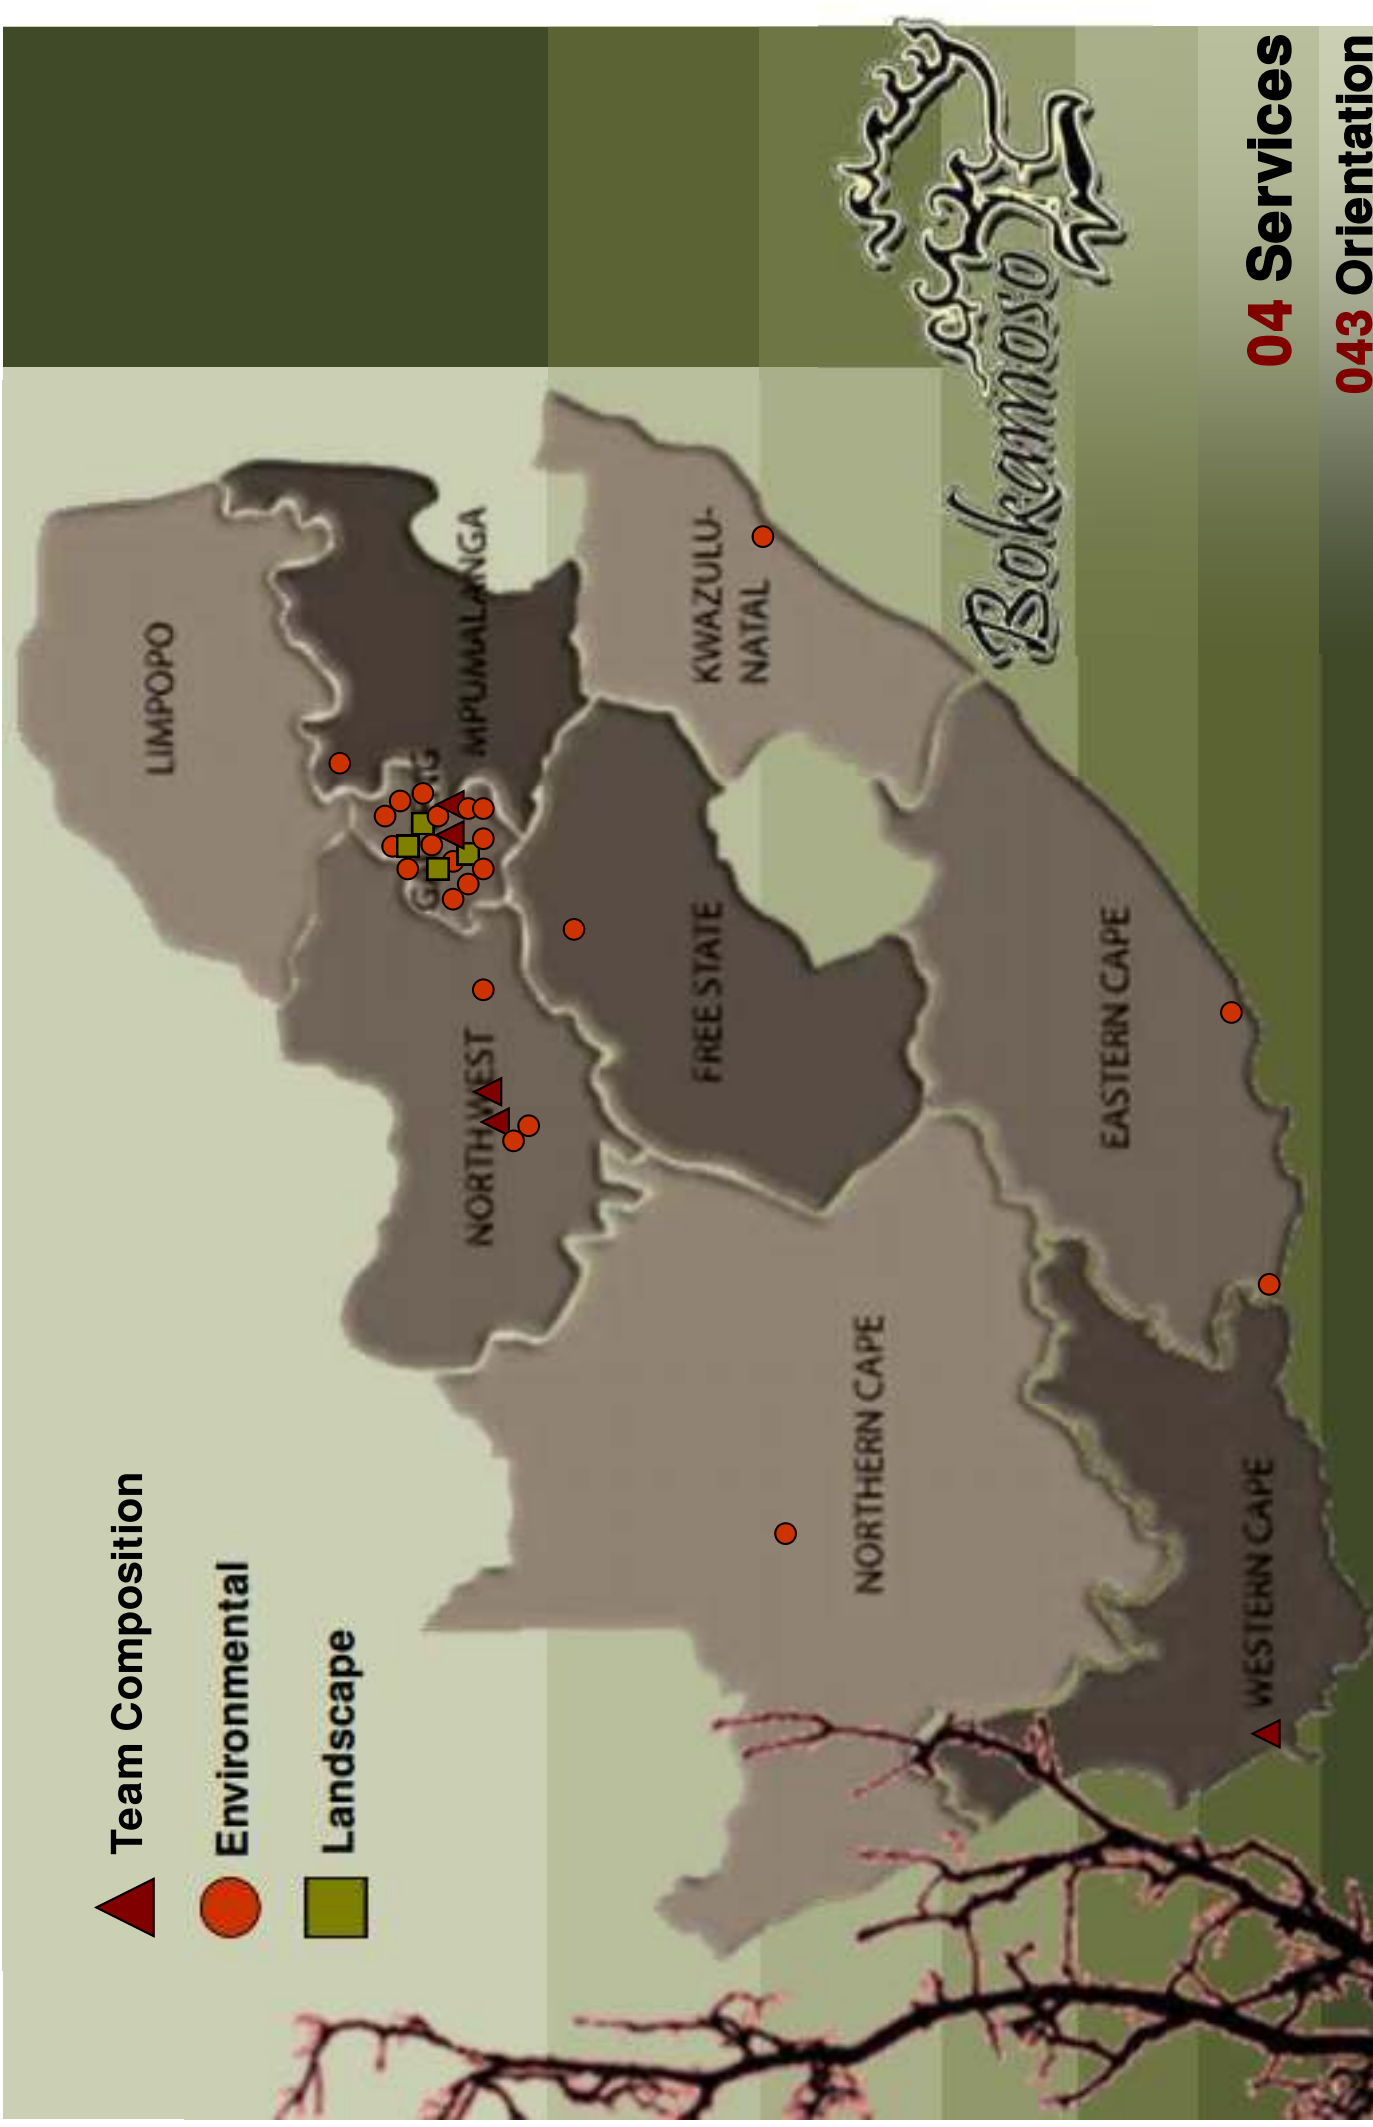 Team Composition
Environmental
Landscape
LIMPOPO
MPUMALANGA
NORTH WEST
FREE STATE
KWAZULU-
NATAL
NORTHERN CAPE
EASTERN CAPE
WESTERN CAPE
Bokamoso
04 Services
043 Orientation